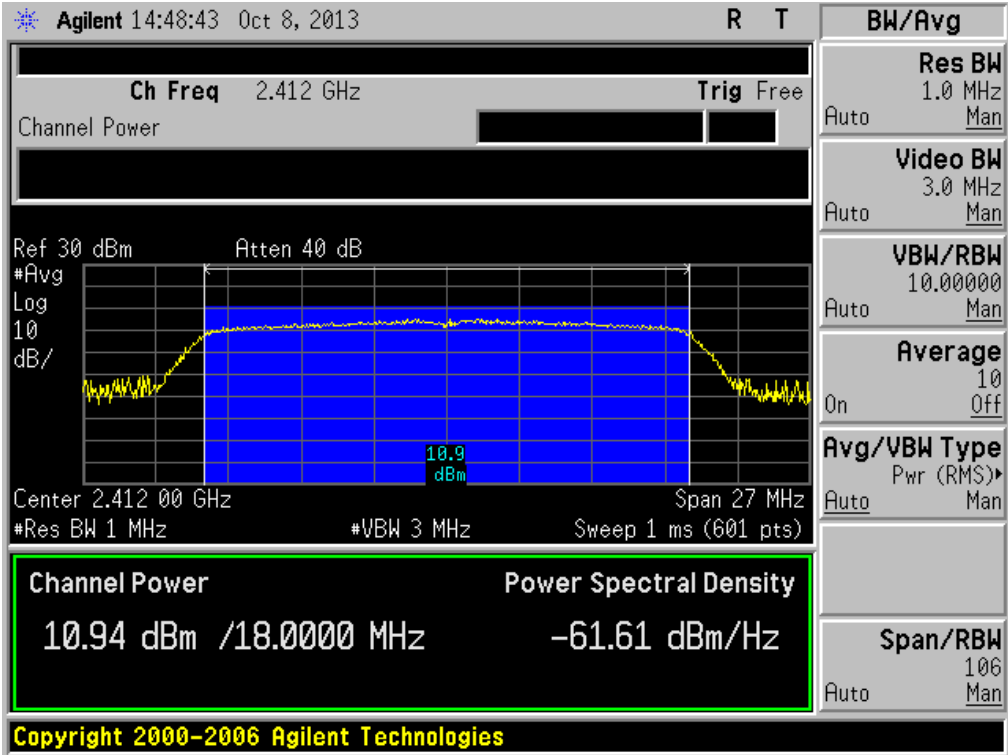 Agilent 14:48:43 Oct 8, 2013 R T
Ch Freq 2.412 GHz Trig Free
Channel Power
Ref 30 dBm Atten 40 dB
#Avg
Log
10
dB/
10.9
dBm
Center 2.412 00 GHz Span 27 MHz
#Res BW 1 MHz #VBW 3 MHz Sweep 1 ms (601 pts)
Channel Power Power Spectral Density
10.94 dBm /18.0000 MHz -61.61 dBm/Hz
Copyright 2000-2006 Agilent Technologies
BW/Avg
Res BW
1.0 MHz
Auto Man
Video BW
3.0 MHz
Auto Man
VBW/RBW
10.00000
Auto Man
Average
10
On Off
Avg/VBW Type
Pwr (RMS)
Auto Man
Span/RBW
106
Auto Man